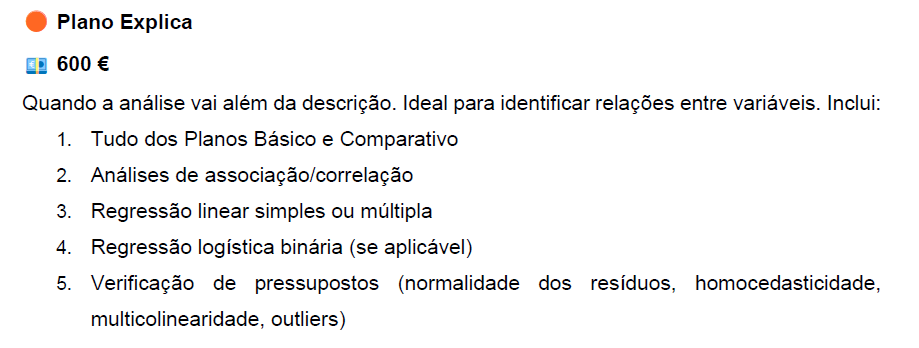 Plano Explica
600 €
Quando a análise vai além da descrição. Ideal para identificar relações entre variáveis. Inclui:
1. Tudo dos Planos Básico e Comparativo
2. Análises de associação/correlação
3. Regressão linear simples ou múltipla
4. Regressão logística binária (se aplicável)
5. Verificação de pressupostos (normalidade dos resíduos, homocedasticidade,
multicolinearidade, outliers)